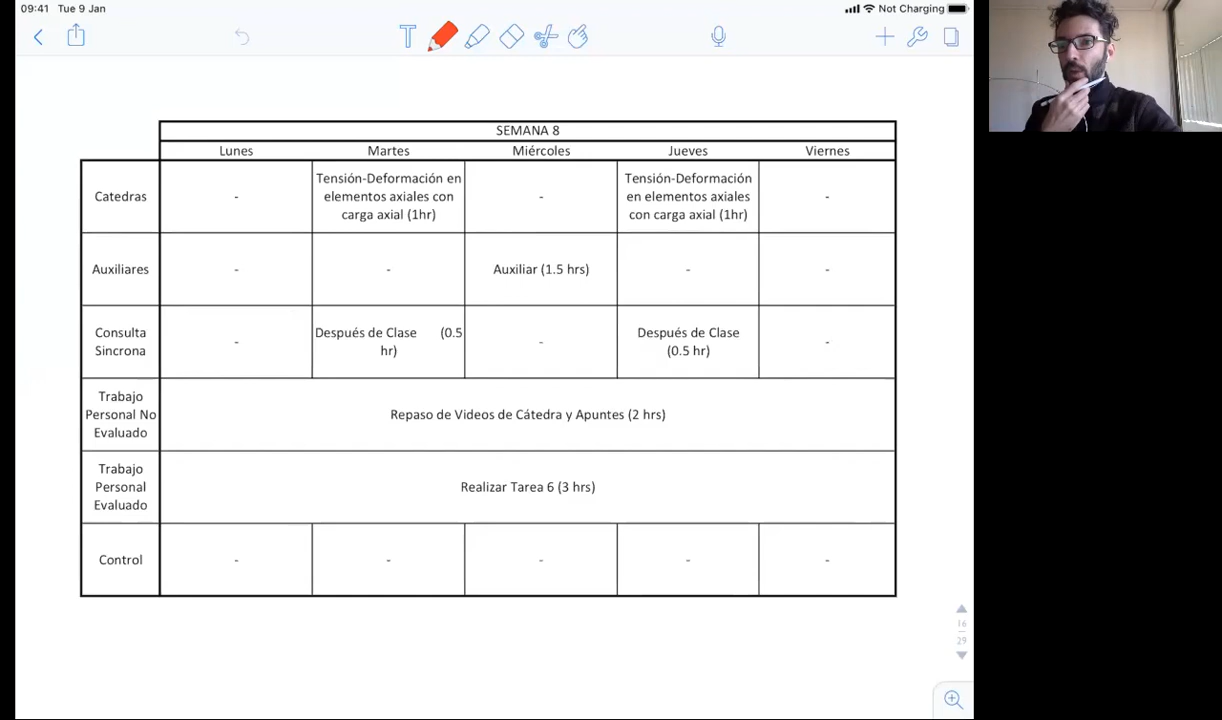 09:41 Tue 9 Jan
Not Charging
SEMANA 8
Lunes Martes Miércoles Jueves Viernes
Catedras
-
Tensión-Deformación en
elementos axiales con
carga axial (1hr)
-
Tensión-Deformación
en elementos axiales
con carga axial (1hr)
-
Auxiliares
-
-
Auxiliar (1.5 hrs)
-
-
Consulta
Sincrona
-
Después de Clase (0.5
hr)
-
Después de Clase
(0.5 hr)
-
Trabajo
Personal No
Evaluado
Repaso de Videos de Cátedra y Apuntes (2 hrs)
Trabajo
Personal
Evaluado
Realizar Tarea 6 (3 hrs)
Control
-
-
-
-
-
16
29